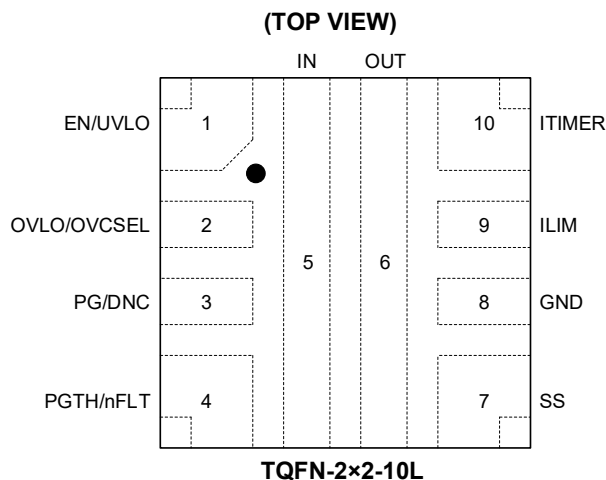 (TOP VIEW)
IN OUT
EN/UVLO 1 10 ITIMER
OVLO/OVCSEL 2 9 ILIM
5 6
PG/DNC 3 8 GND
PGTH/nFLT 4 7 SS
TQFN-2×2-10L